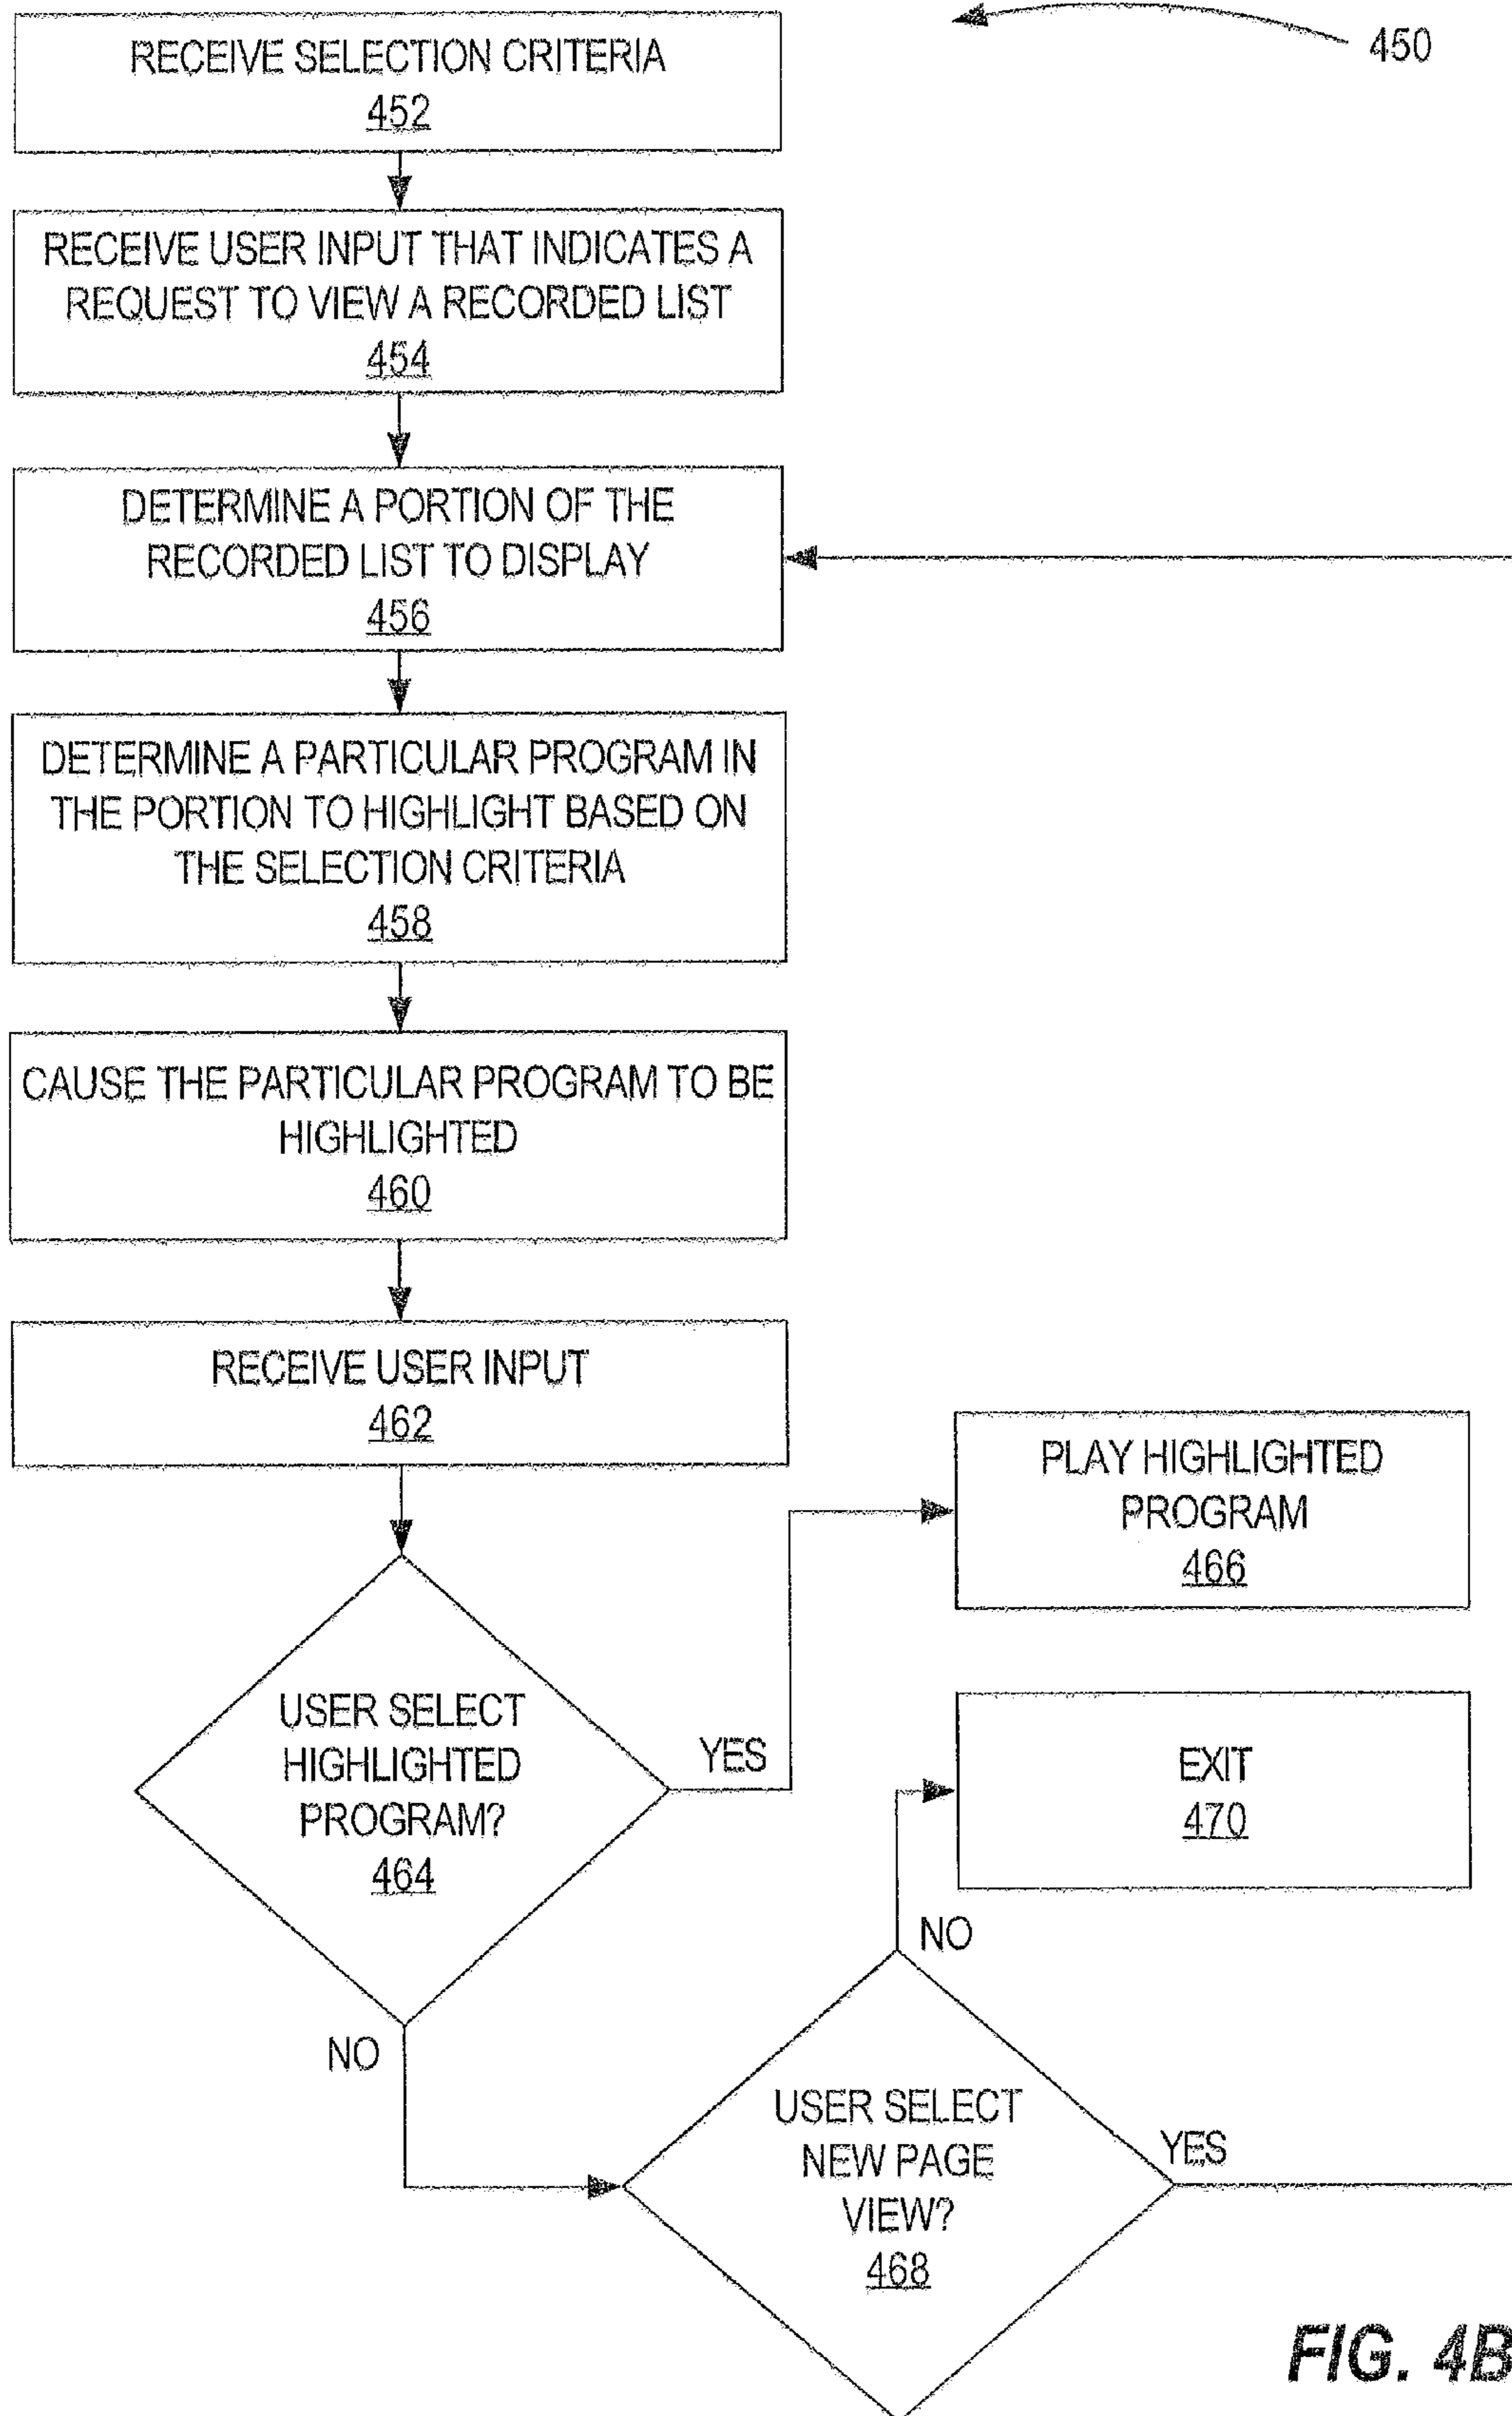 450
RECEIVE SELECTION CRITERIA
452
RECEIVE USER INPUT THAT INDICATES A
REQUEST TO VIEW A RECORDED LIST
454
DETERMINE A PORTION OF THE
RECORDED LIST TO DISPLAY
456
DETERMINE A PARTICULAR PROGRAM IN
THE PORTION TO HIGHLIGHT BASED ON
THE SELECTION CRITERIA
458
CAUSE THE PARTICULAR PROGRAM TO BE
HIGHLIGHTED
460
RECEIVE USER INPUT
462
USER SELECT
HIGHLIGHTED
PROGRAM?
464
YES
PLAY HIGHLIGHTED
PROGRAM
466
NO
USER SELECT
NEW PAGE
VIEW?
468
NO
EXIT
470
YES
FIG. 4B